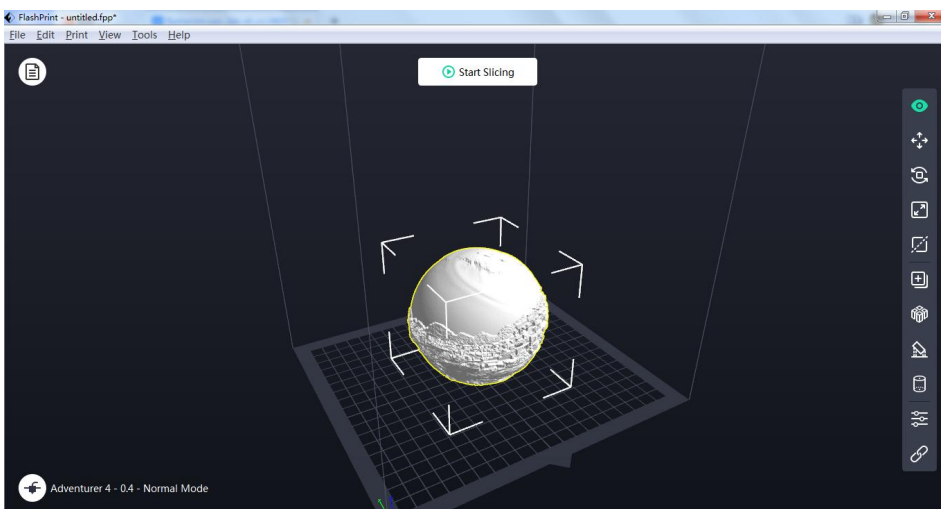 FlashPrint - untitled.fpp*
File Edit Print View Tools Help
Start Slicing
Adventurer 4 - 0.4 - Normal Mode